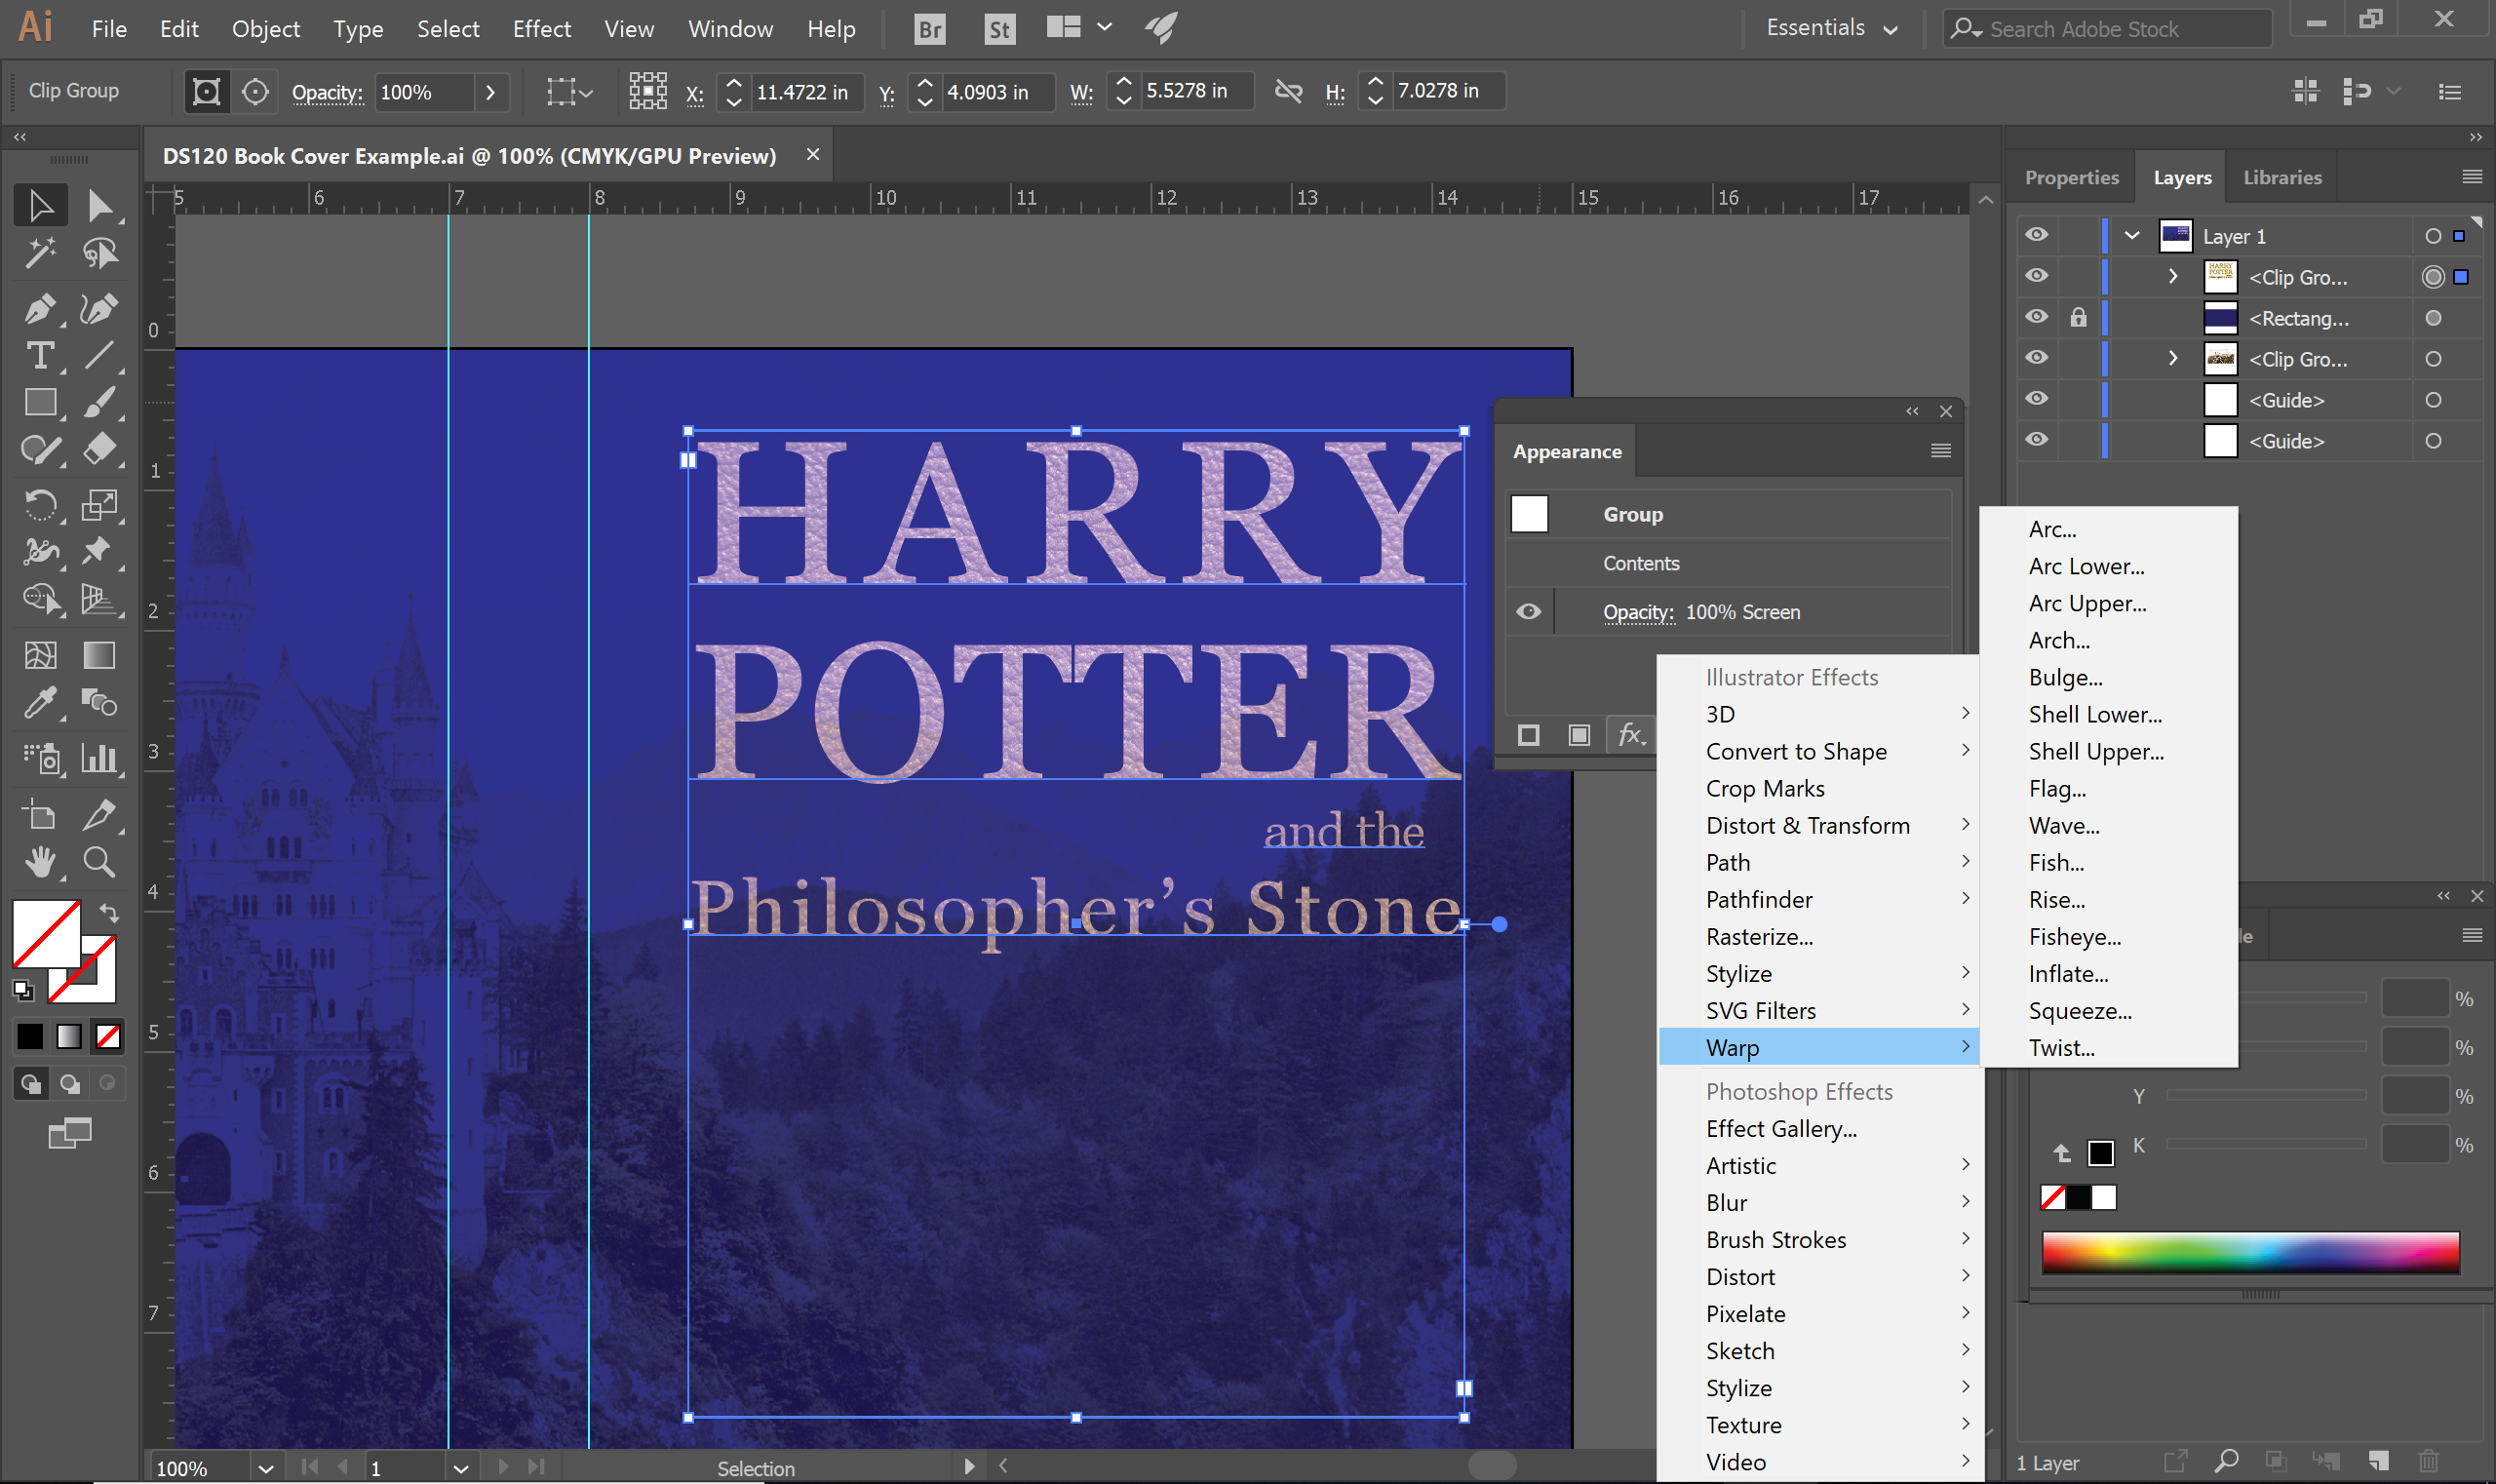 Ai File Edit Object Type Select Effect View Window Help Br St Essentials Search Adobe Stock
Clip Group Opacity: 100% X: 11.4722 in Y: 4.0903 in W: 5.5278 in H: 7.0278 in
DS120 Book Cover Example.ai @ 100% (CMYK/GPU Preview)
5 6 7 8 9 10 11 12 13 14 15 16 17
0
1
2
3
4
5
6
7
HARRY
POTTER
and the
Philosopher's Stone
Appearance
Group
Contents
Opacity: 100% Screen
fx
Illustrator Effects
3D
Convert to Shape
Crop Marks
Distort & Transform
Path
Pathfinder
Rasterize...
Stylize
SVG Filters
Warp
Photoshop Effects
Effect Gallery...
Artistic
Blur
Brush Strokes
Distort
Pixelate
Sketch
Stylize
Texture
Video
Arc...
Arc Lower...
Arc Upper...
Arch...
Bulge...
Shell Lower...
Shell Upper...
Flag...
Wave...
Fish...
Rise...
Fisheye...
Inflate...
Squeeze...
Twist...
Properties Layers Libraries
Layer 1
<Clip Gro...
<Rectang...
<Clip Gro...
<Guide>
<Guide>
%
%
Y %
K %
100% 1 Selection
1 Layer